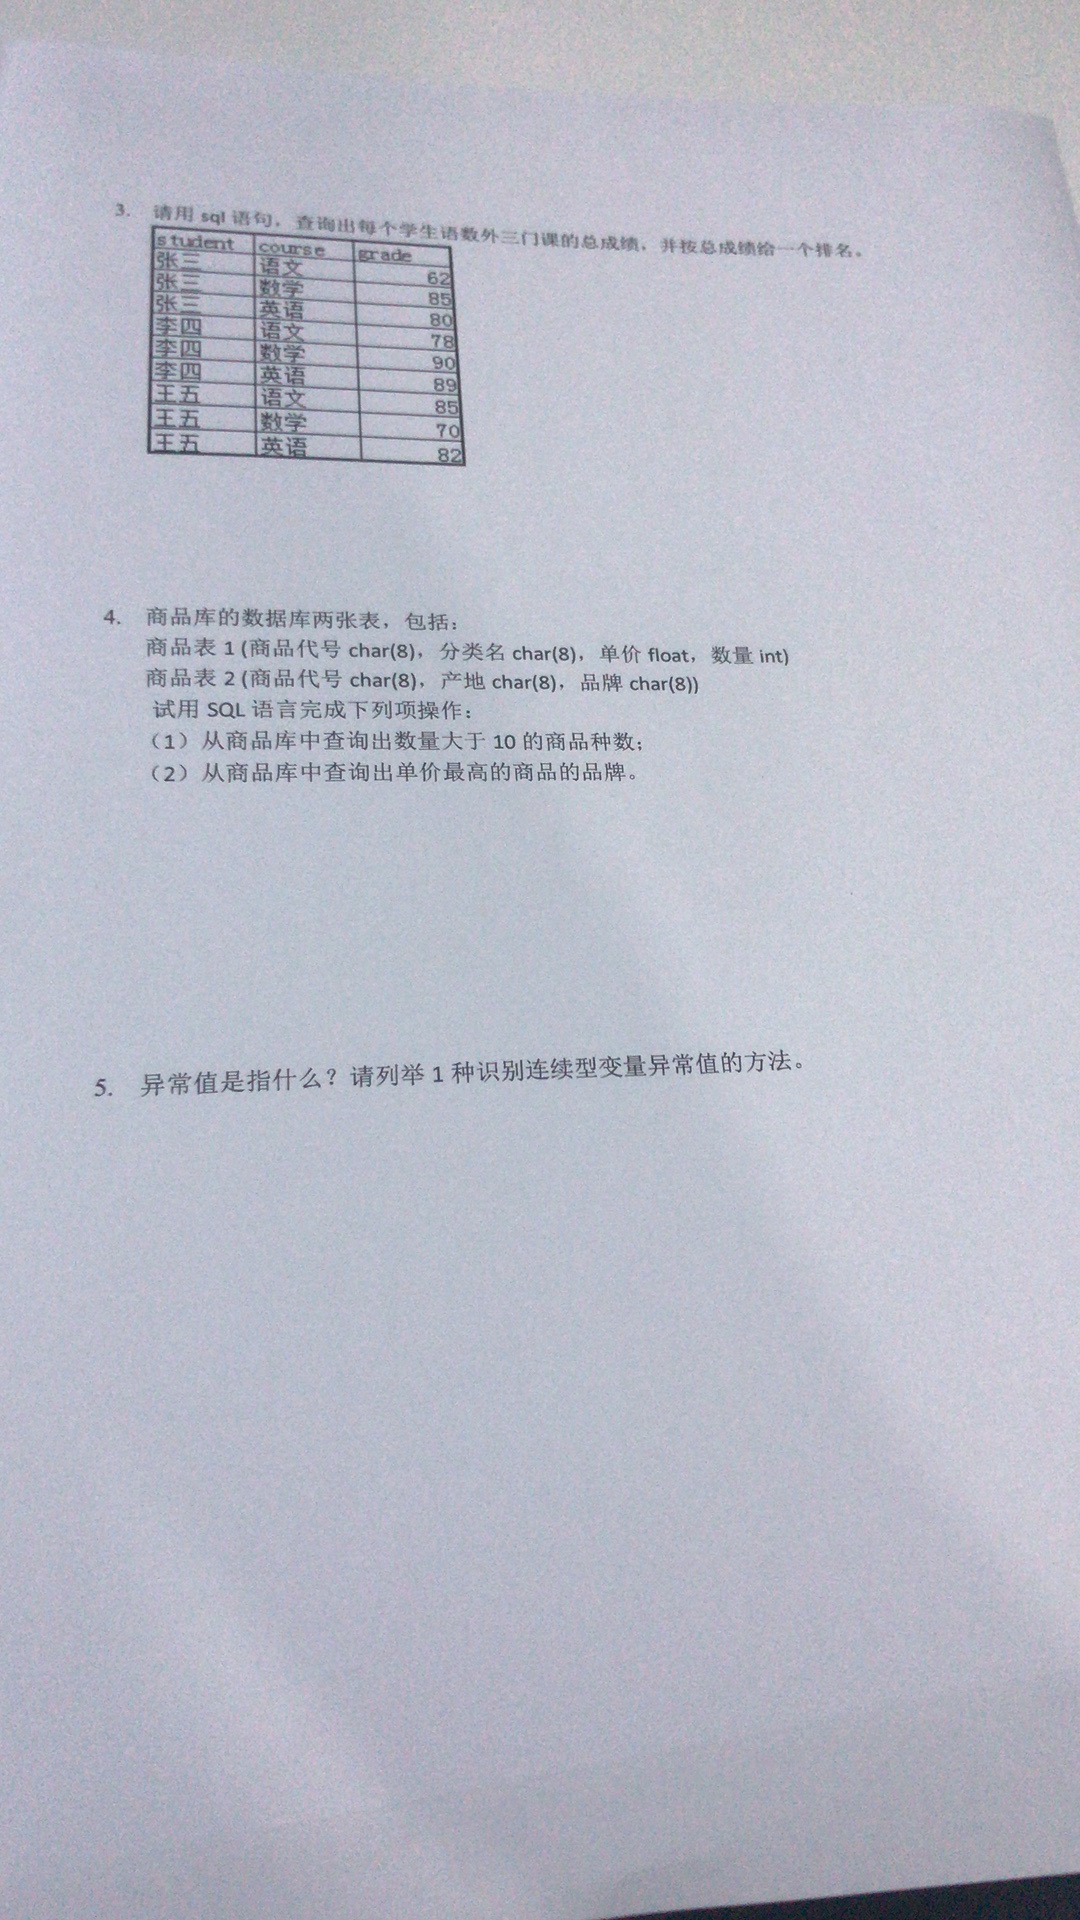 3. 请用 sql 语句，查询出每个学生语数外三门课的总成绩，并按总成绩给一个排名。
student course grade
张三 语文 62
张三 数学 85
张三 英语 80
李四 语文 78
李四 数学 90
李四 英语 89
王五 语文 85
王五 数学 70
王五 英语 82
4. 商品库的数据库两张表，包括：
商品表 1 (商品代号 char(8)，分类名 char(8)，单价 float，数量 int)
商品表 2 (商品代号 char(8)，产地 char(8)，品牌 char(8))
试用 SQL 语言完成下列项操作：
（1）从商品库中查询出数量大于 10 的商品种数；
（2）从商品库中查询出单价最高的商品的品牌。
5. 异常值是指什么？请列举 1 种识别连续型变量异常值的方法。